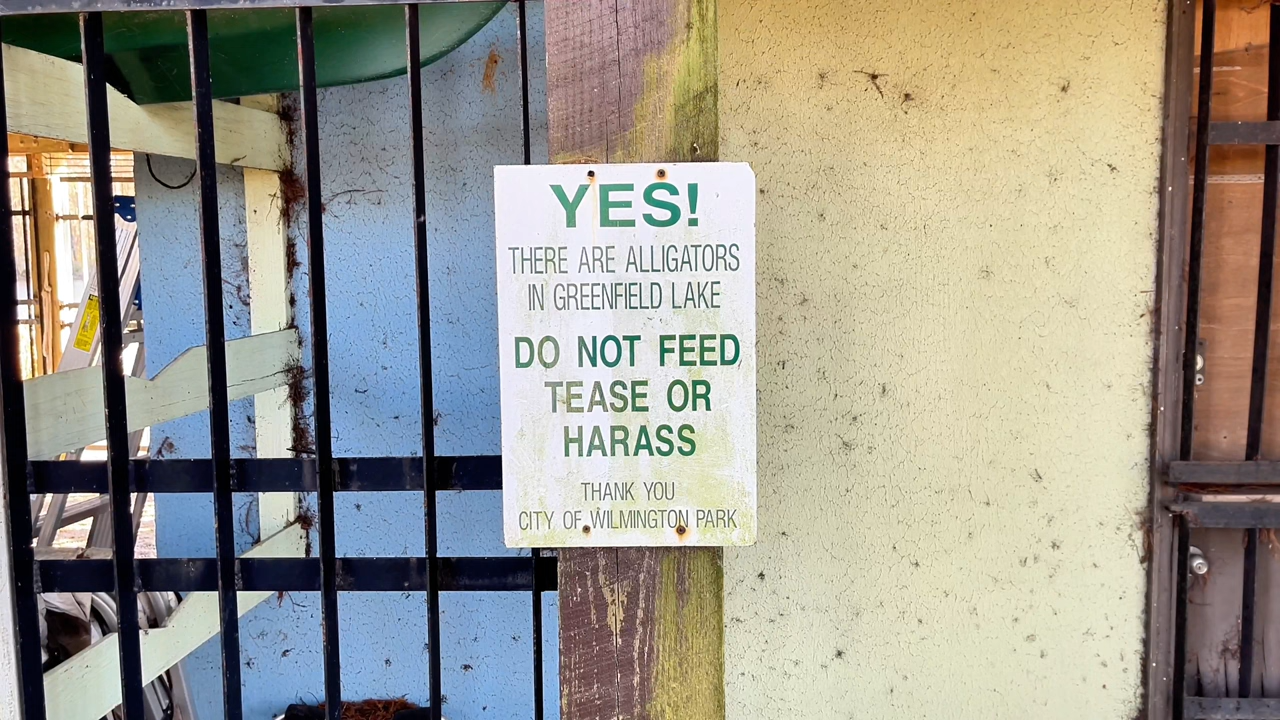 YES!
THERE ARE ALLIGATORS
IN GREENFIELD LAKE
DO NOT FEED
TEASE OR
HARASS
THANK YOU
CITY OF WILMINGTON PARK